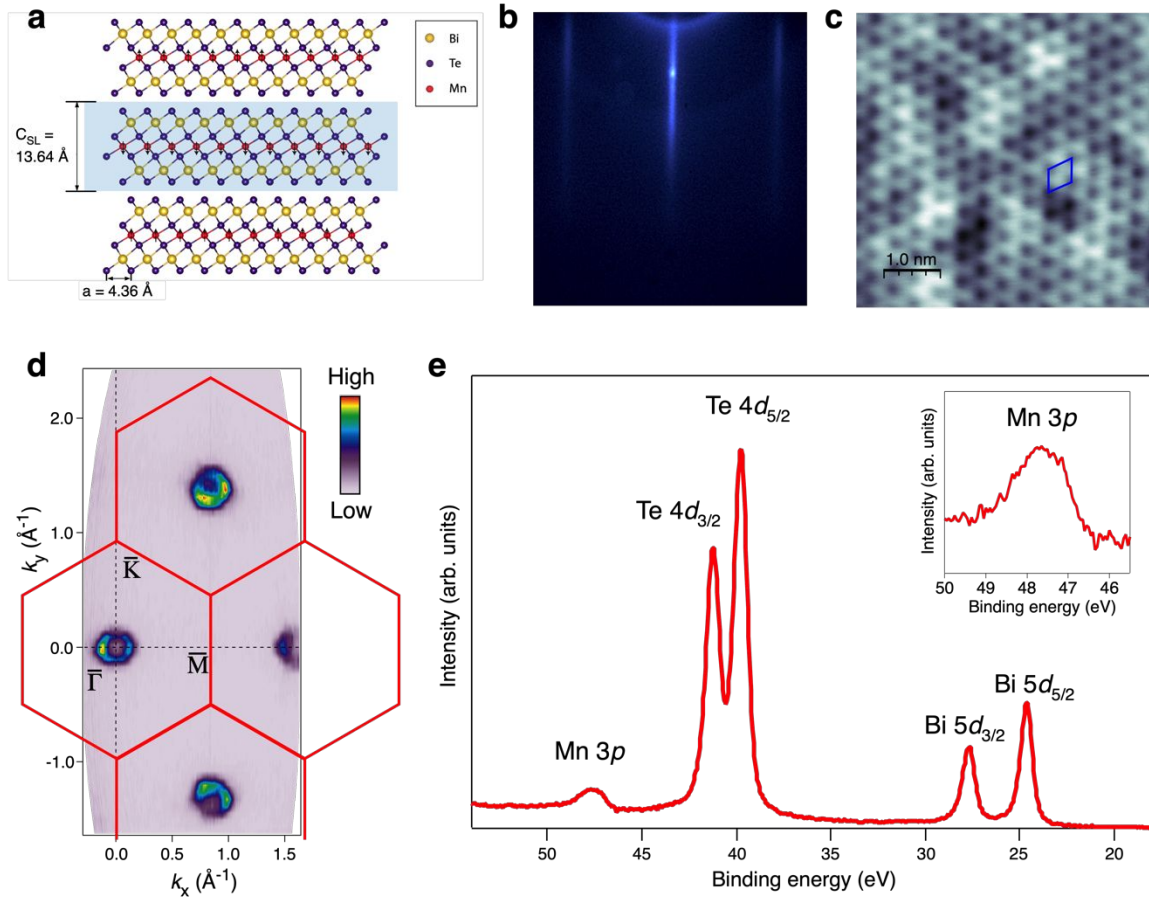 a
Bi
Te
Mn
C_SL =
13.64 Å
a = 4.36 Å
b
c
1.0 nm
d
High
Low
2.0
1.0
0.0
-1.0
k_y (Å⁻¹)
K̅
Γ̅
M̅
0.0 0.5 1.0 1.5
k_x (Å⁻¹)
e
Te 4d_5/2
Te 4d_3/2
Mn 3p
Bi 5d_3/2
Bi 5d_5/2
Intensity (arb. units)
50 45 40 35 30 25 20
Binding energy (eV)
Mn 3p
Intensity (arb. units)
50 49 48 47 46
Binding energy (eV)